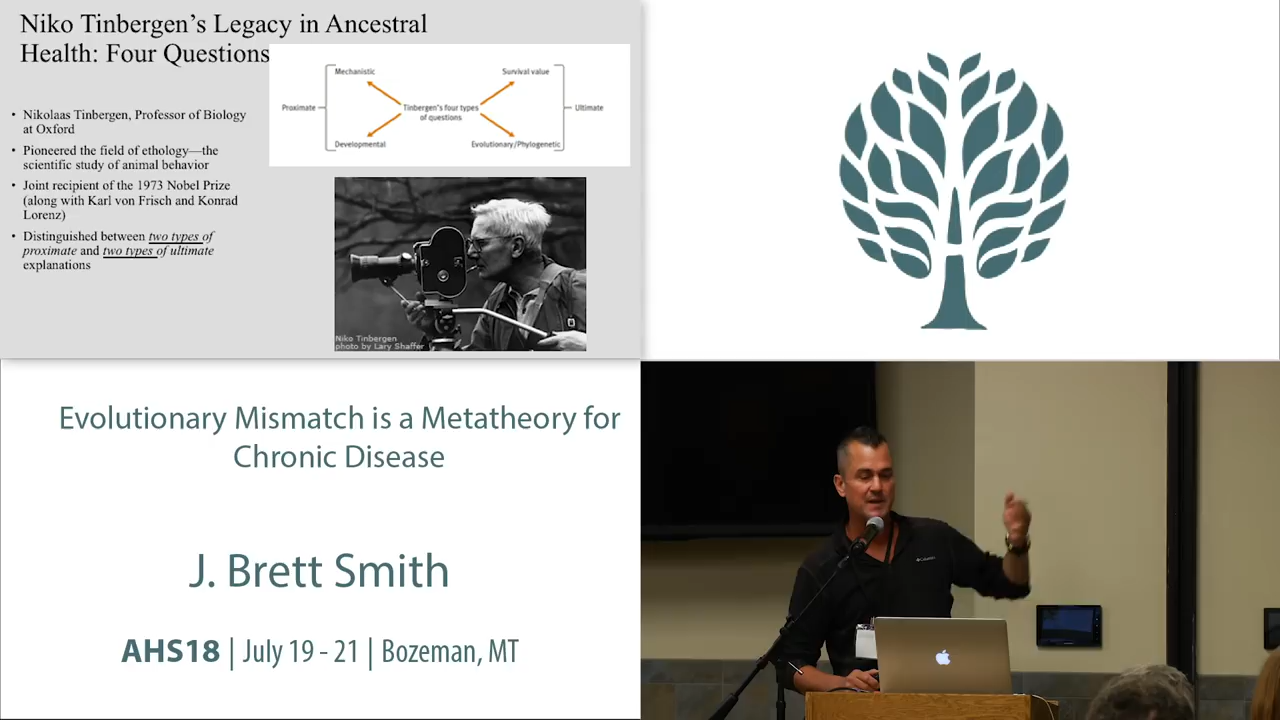 Niko Tinbergen's Legacy in Ancestral
Health: Four Questions
Mechanistic
Survival value
Proximate
Tinbergen's four types
of questions
Ultimate
Developmental
Evolutionary/Phylogenetic
• Nikolaas Tinbergen, Professor of Biology
at Oxford
• Pioneered the field of ethology—the
scientific study of animal behavior
• Joint recipient of the 1973 Nobel Prize
(along with Karl von Frisch and Konrad
Lorenz)
• Distinguished between two types of
proximate and two types of ultimate
explanations
Niko Tinbergen
photo by Lary Shaffer
Evolutionary Mismatch is a Metatheory for
Chronic Disease
J. Brett Smith
AHS18 | July 19 - 21 | Bozeman, MT